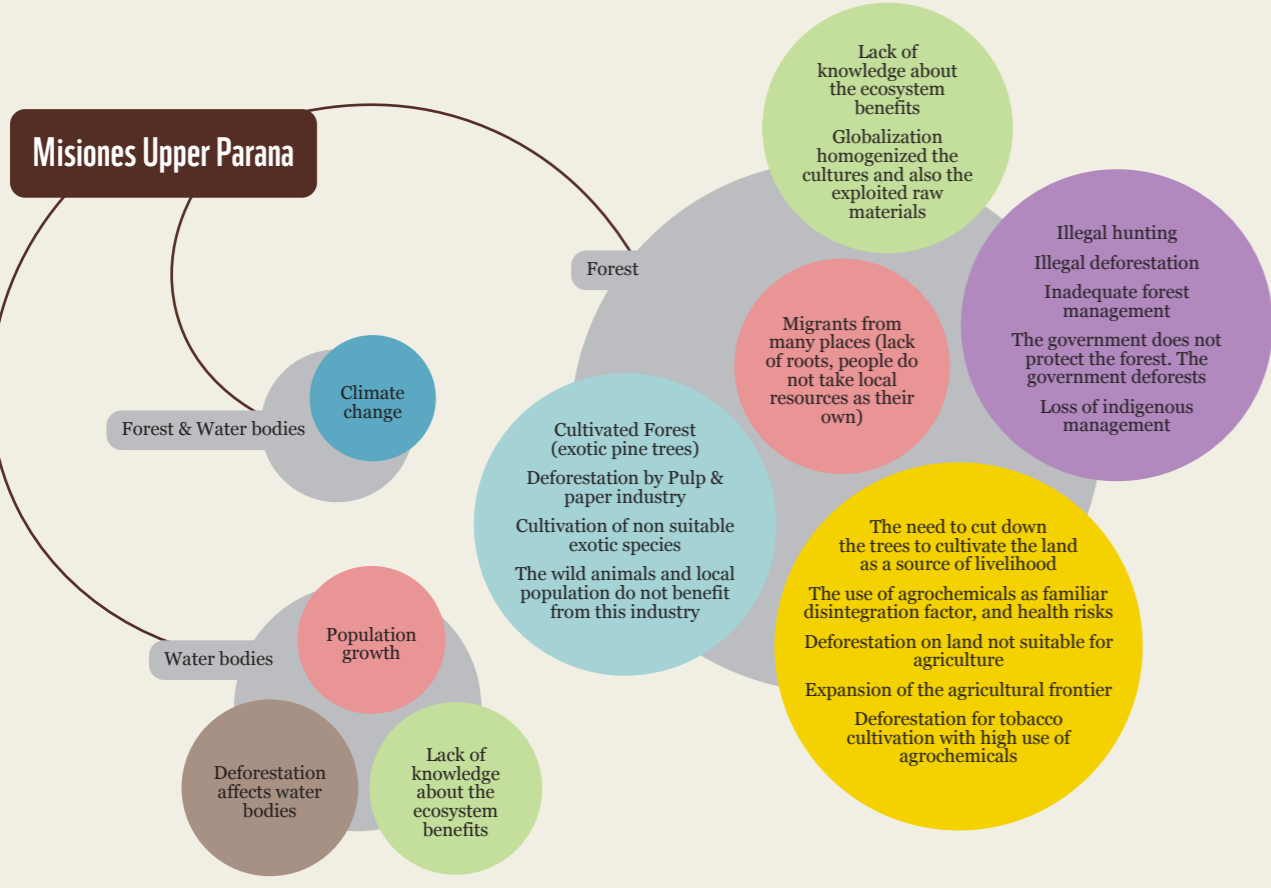 Misiones Upper Parana
Forest
Lack of
knowledge about
the ecosystem
benefits
Globalization
homogenized the
cultures and also the
exploited raw
materials
Illegal hunting
Illegal deforestation
Inadequate forest
management
The government does not
protect the forest. The
government deforests
Loss of indigenous
management
Migrants from
many places (lack
of roots, people do
not take local
resources as their
own)
Cultivated Forest
(exotic pine trees)
Deforestation by Pulp &
paper industry
Cultivation of non suitable
exotic species
The wild animals and local
population do not benefit
from this industry
The need to cut down
the trees to cultivate the land
as a source of livelihood
The use of agrochemicals as familiar
disintegration factor, and health risks
Deforestation on land not suitable for
agriculture
Expansion of the agricultural frontier
Deforestation for tobacco
cultivation with high use of
agrochemicals
Forest & Water bodies
Climate
change
Water bodies
Population
growth
Deforestation
affects water
bodies
Lack of
knowledge
about the
ecosystem
benefits